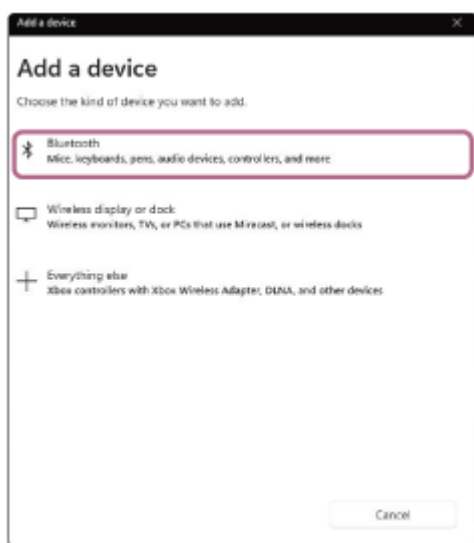 Add a device
Add a device
Choose the kind of device you want to add.
Bluetooth
Mice, keyboards, pens, audio devices, controllers, and more
Wireless display or dock
Wireless monitors, TVs, or PCs that use Miracast, or wireless docks
Everything else
Xbox controllers with Xbox Wireless Adapter, DLNA, and other devices
Cancel